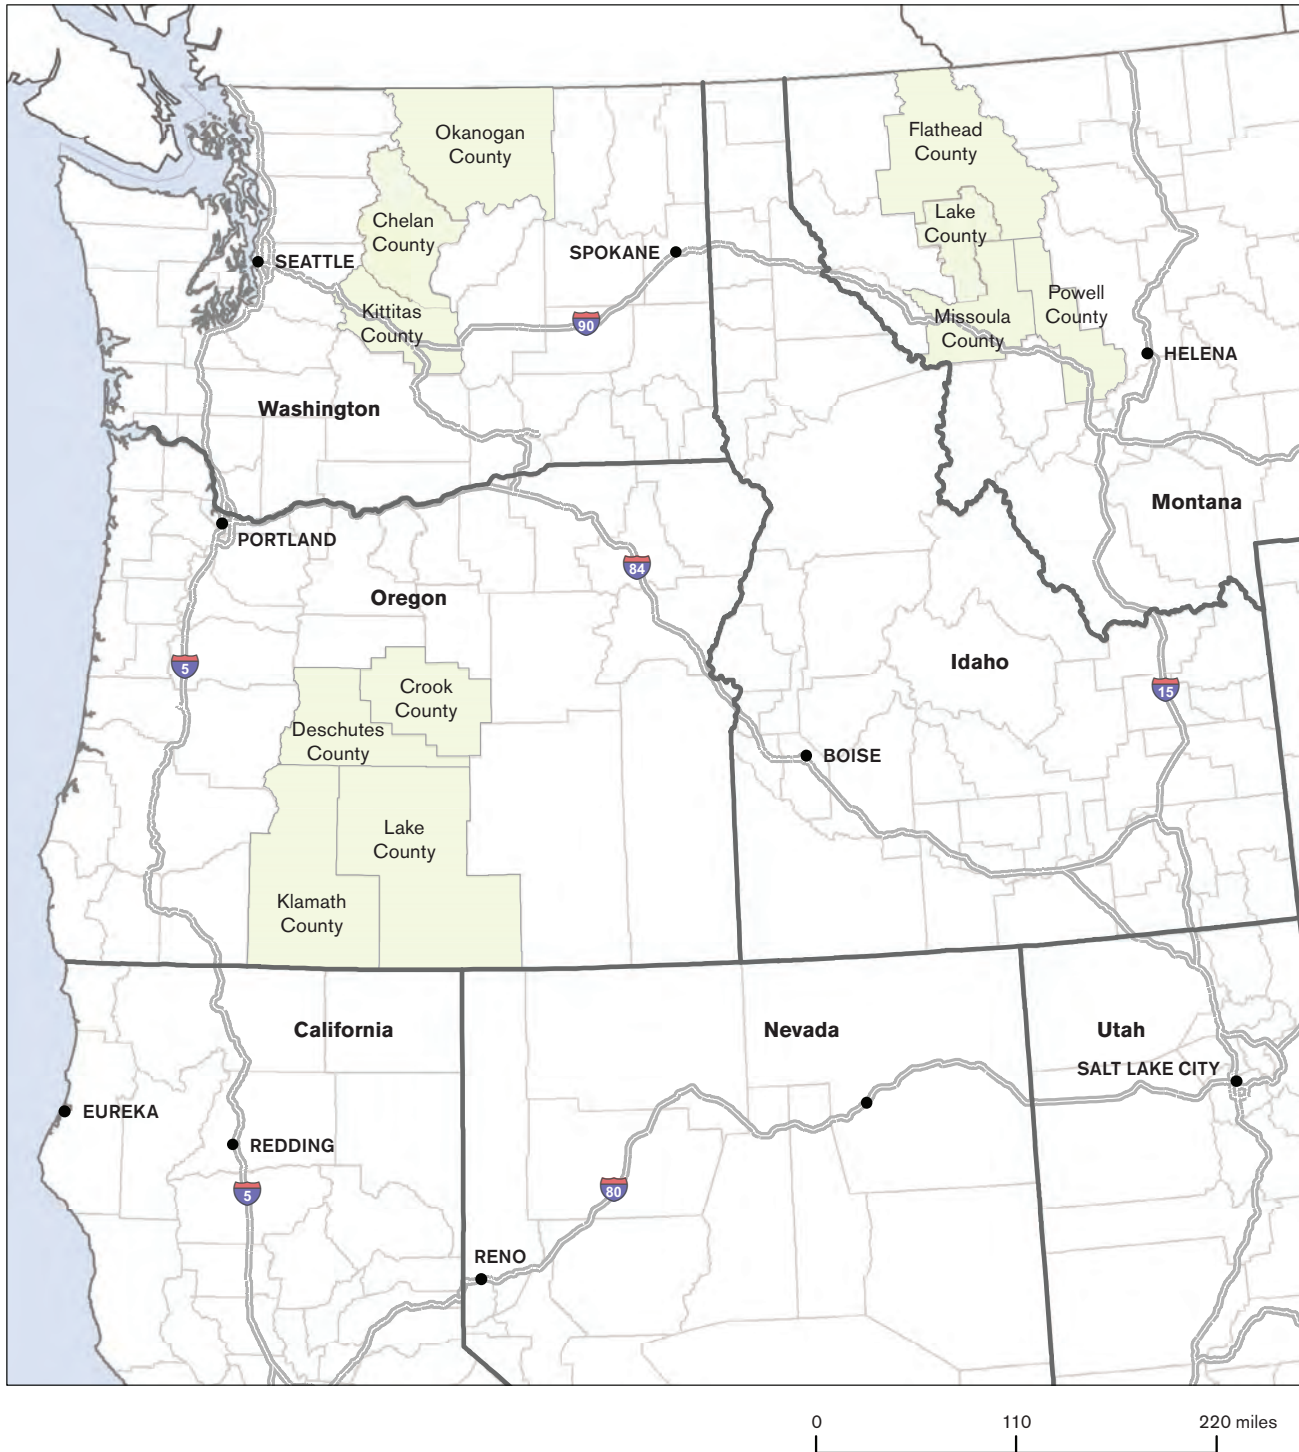 Okanogan
County
Flathead
County
Chelan
County
Lake
County
SEATTLE
SPOKANE
Kittitas
County
90
Powell
County
Missoula
County
HELENA
Washington
Montana
PORTLAND
84
Oregon
5
Idaho
15
Crook
County
Deschutes
County
BOISE
Lake
County
Klamath
County
California
Nevada
Utah
SALT LAKE CITY
EUREKA
REDDING
5
80
RENO
0
110
220 miles